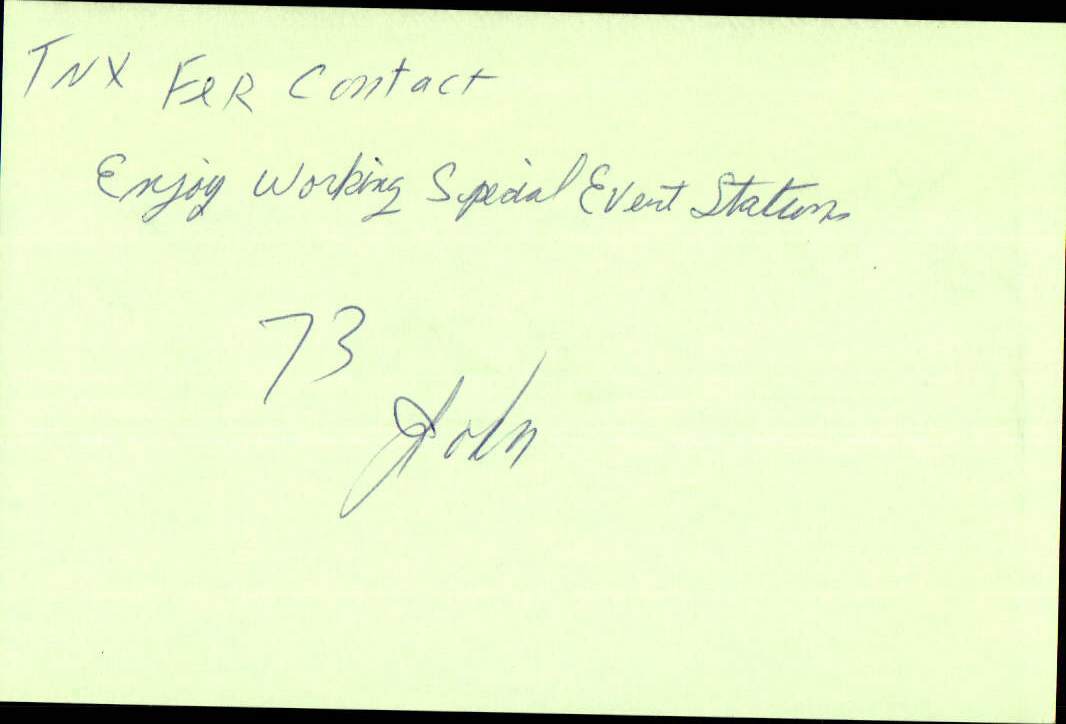 TNX FER Contact
Enjoy Working Special Event Stations
73
John